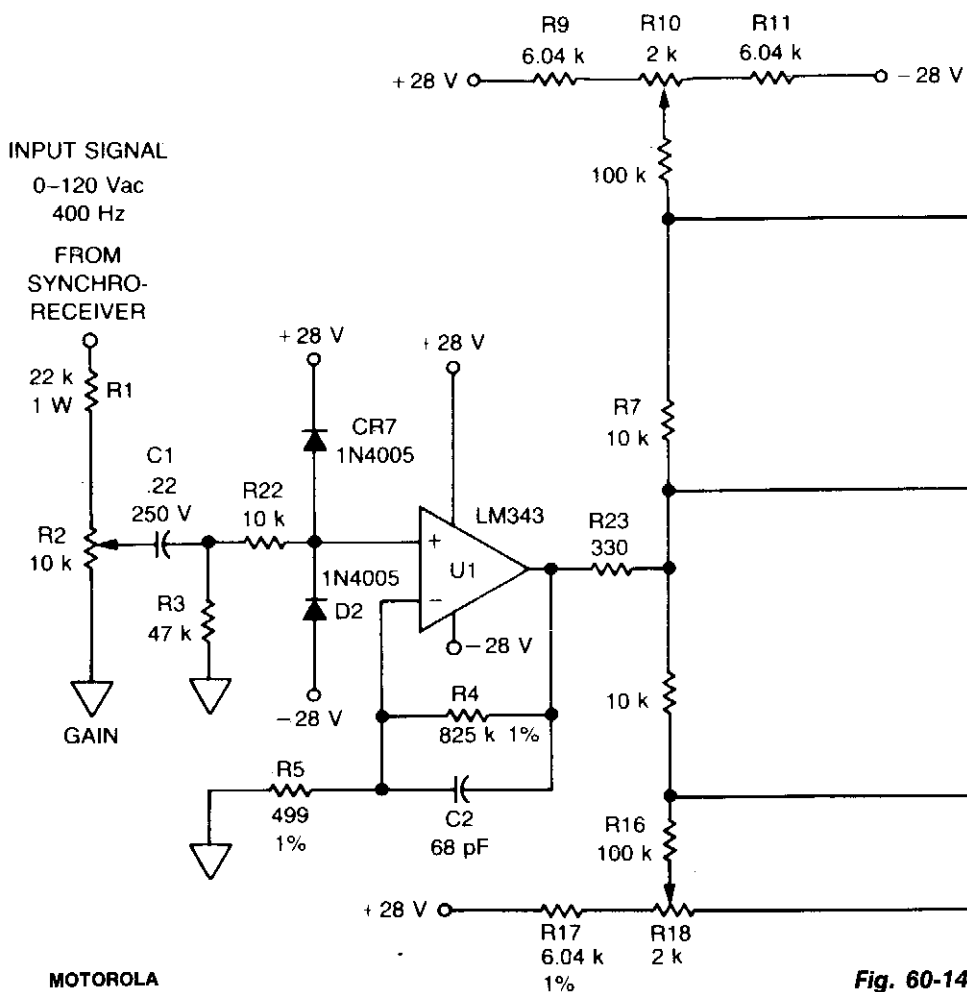 R9
6.04 k
R10
2 k
R11
6.04 k
+28 V
−28 V
100 k
INPUT SIGNAL
0–120 Vac
400 Hz
FROM
SYNCHRO-
RECEIVER
22 k
1 W
R1
+28 V
+28 V
CR7
1N4005
R7
10 k
C1
.22
250 V
R22
10 k
LM343
R23
330
R2
10 k
+
U1
−
1N4005
D2
R3
47 k
−28 V
10 k
GAIN
−28 V
R4
825 k 1%
R5
499
1%
C2
68 pF
R16
100 k
+28 V
R17
6.04 k
1%
R18
2 k
MOTOROLA
Fig. 60-14